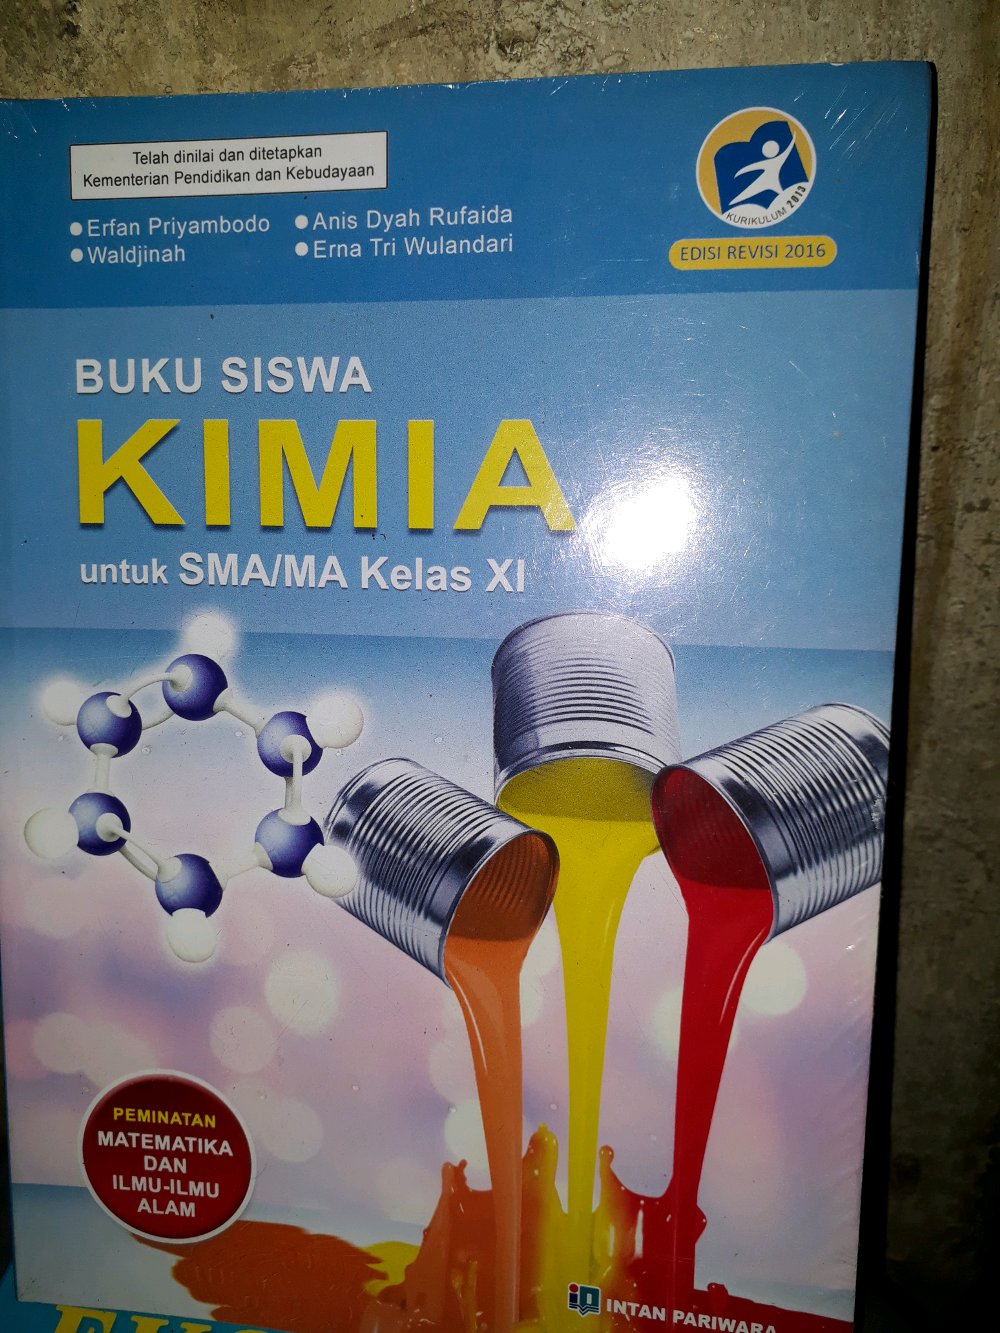 Telah dinilai dan ditetapkan
Kementerian Pendidikan dan Kebudayaan
• Erfan Priyambodo
• Waldjinah
• Anis Dyah Rufaida
• Erna Tri Wulandari
KURIKULUM 2013
EDISI REVISI 2016
BUKU SISWA
KIMIA
untuk SMA/MA Kelas XI
PEMINATAN
MATEMATIKA
DAN
ILMU-ILMU
ALAM
INTAN PARIWARA